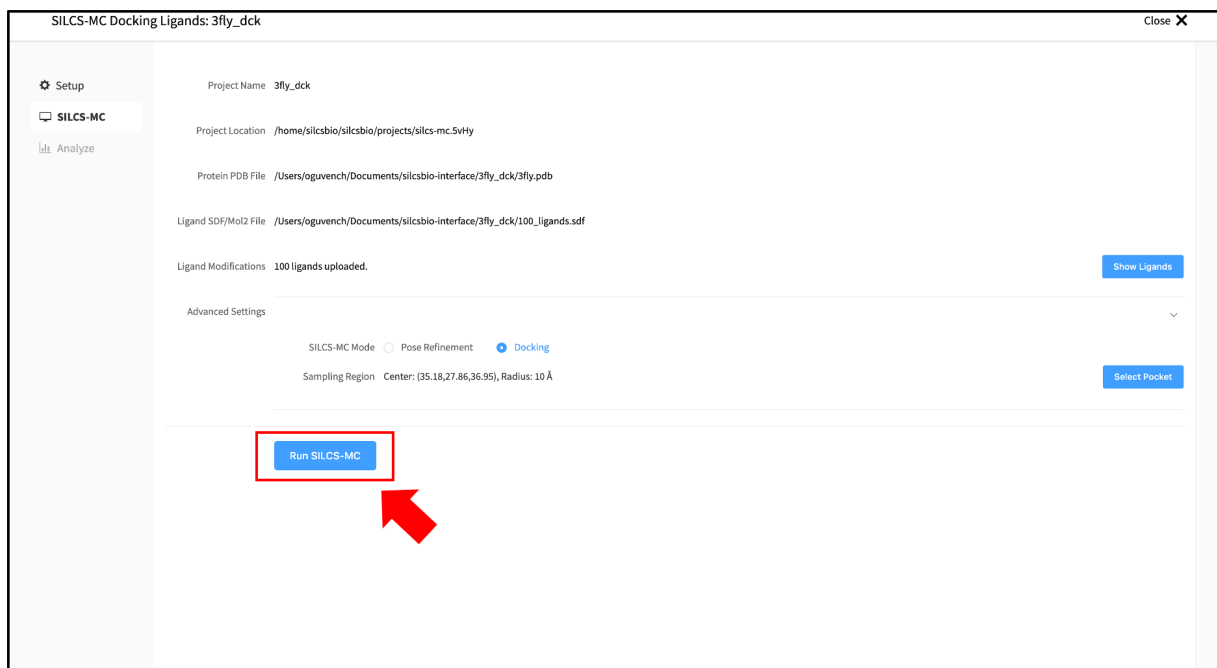 SILCS-MC Docking Ligands: 3fly_dck
Close
Setup
SILCS-MC
Analyze
Project Name 3fly_dck
Project Location /home/silcsbio/silcsbio/projects/silcs-mc.5vHy
Protein PDB File /Users/oguvench/Documents/silcsbio-interface/3fly_dck/3fly.pdb
Ligand SDF/Mol2 File /Users/oguvench/Documents/silcsbio-interface/3fly_dck/100_ligands.sdf
Ligand Modifications 100 ligands uploaded. Show Ligands
Advanced Settings
SILCS-MC Mode Pose Refinement Docking
Sampling Region Center: (35.18,27.86,36.95), Radius: 10 Å Select Pocket
Run SILCS-MC